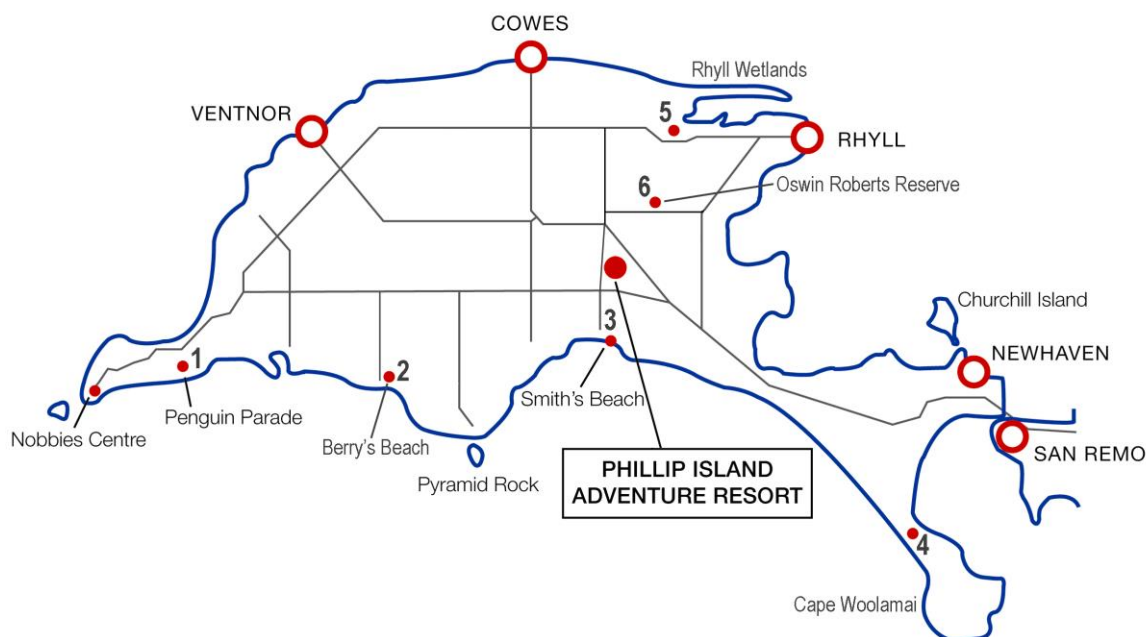 COWES
Rhyll Wetlands
5
VENTNOR
RHYLL
6
Oswin Roberts Reserve
Churchill Island
3
NEWHAVEN
1
2
Smith's Beach
Penguin Parade
Nobbies Centre
Berry's Beach
SAN REMO
PHILLIP ISLAND
ADVENTURE RESORT
Pyramid Rock
4
Cape Woolamai